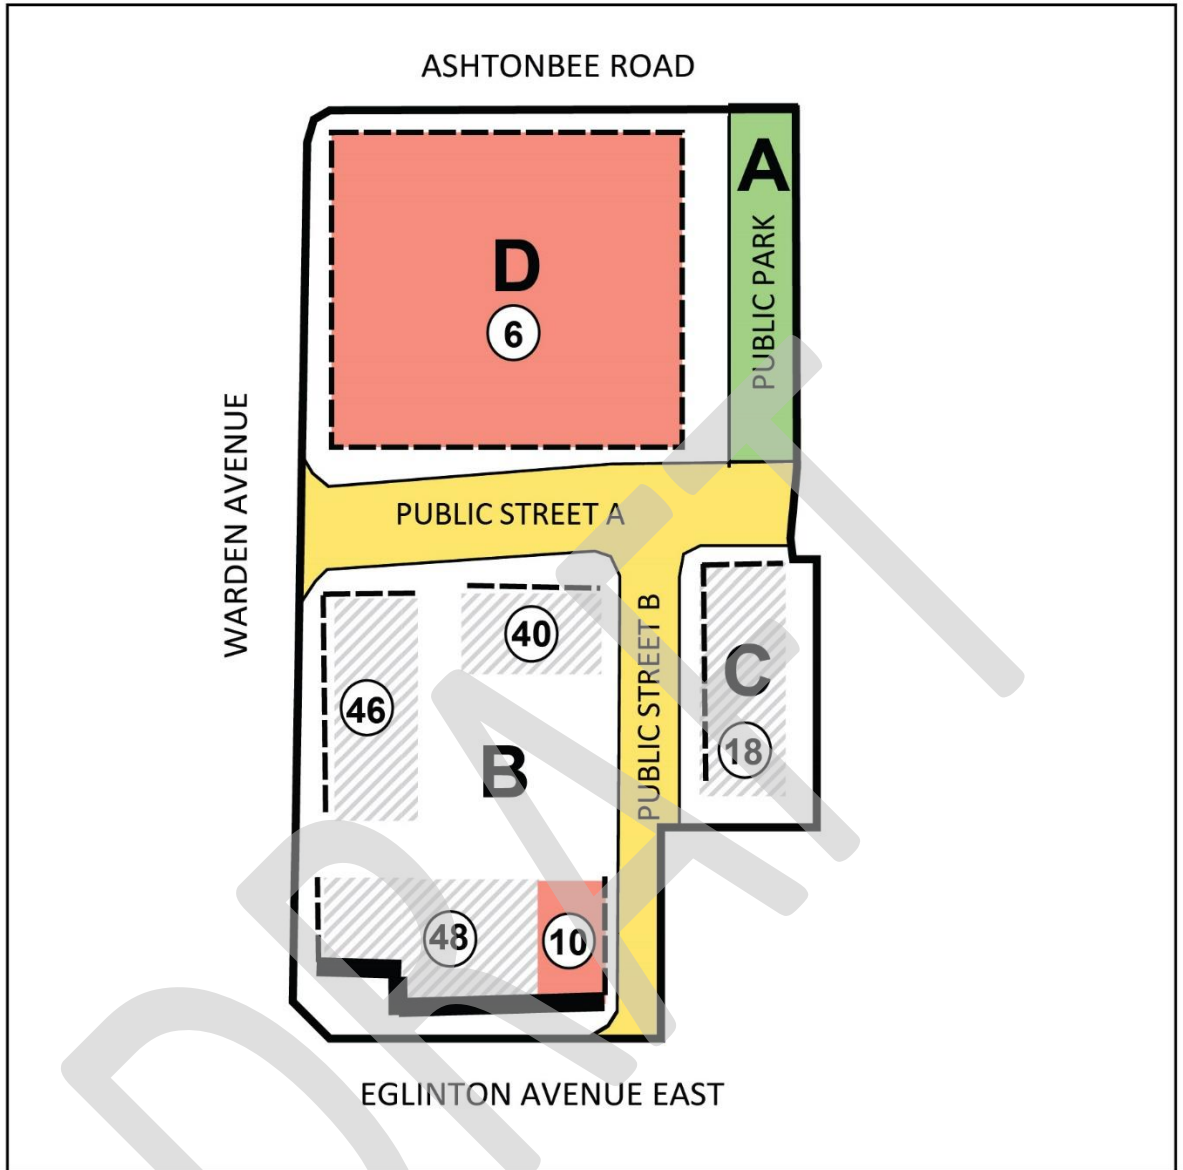 ASHTONBEE ROAD
A
PUBLIC PARK
D
6
WARDEN AVENUE
PUBLIC STREET A
PUBLIC STREET B
40
46
C
18
B
48
10
EGLINTON AVENUE EAST
DRAFT